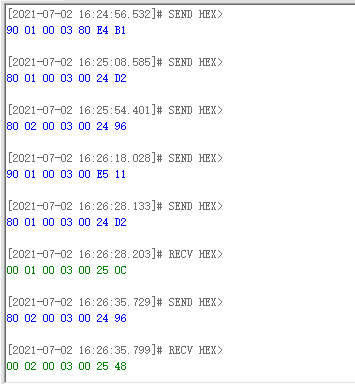 [2021-07-02 16:24:56.532]# SEND HEX>
90 01 00 03 80 E4 B1
[2021-07-02 16:25:08.585]# SEND HEX>
80 01 00 03 00 24 D2
[2021-07-02 16:25:54.401]# SEND HEX>
80 02 00 03 00 24 96
[2021-07-02 16:26:18.028]# SEND HEX>
90 01 00 03 00 E5 11
[2021-07-02 16:26:28.133]# SEND HEX>
80 01 00 03 00 24 D2
[2021-07-02 16:26:28.203]# RECV HEX>
00 01 00 03 00 25 0C
[2021-07-02 16:26:35.729]# SEND HEX>
80 02 00 03 00 24 96
[2021-07-02 16:26:35.799]# RECV HEX>
00 02 00 03 00 25 48